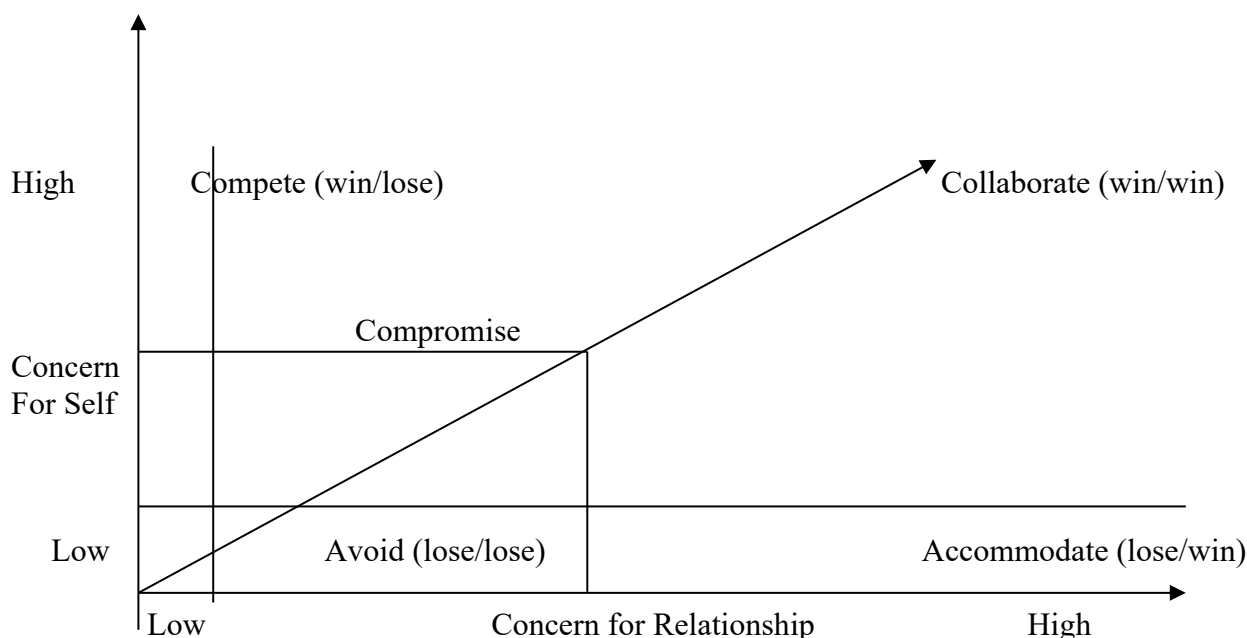 High
Compete (win/lose)
Collaborate (win/win)
Compromise
Concern
For Self
Low
Avoid (lose/lose)
Accommodate (lose/win)
Low
Concern for Relationship
High